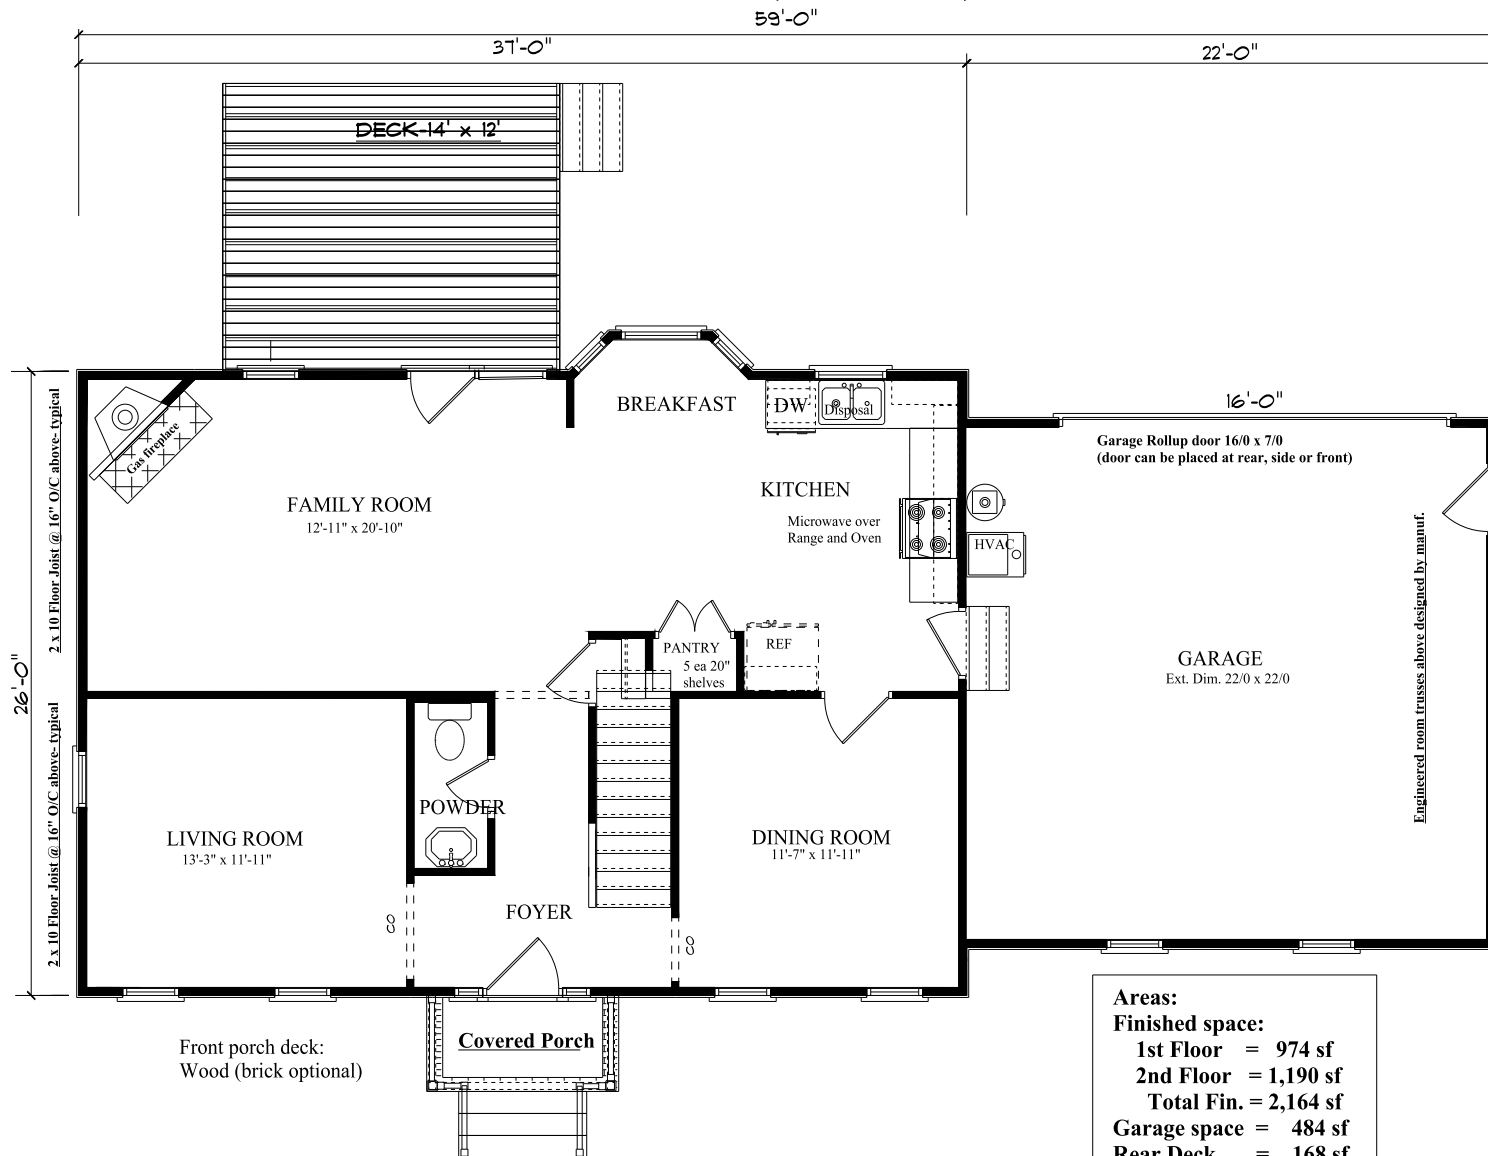 59'-0"
37'-0"
22'-0"
DECK-14' x 12'
2 x 10 Floor Joist @ 16" O/C above- typical
Gas fireplace
BREAKFAST
DW
Disposal
16'-0"
Garage Rollup door 16/0 x 7/0
(door can be placed at rear, side or front)
FAMILY ROOM
12'-11" x 20'-10"
KITCHEN
Microwave over
Range and Oven
HVAC
Engineered room trusses above designed by manuf.
PANTRY
5 ea 20"
shelves
REF
GARAGE
Ext. Dim. 22/0 x 22/0
26'-0"
2 x 10 Floor Joist @ 16" O/C above- typical
POWDER
LIVING ROOM
13'-3" x 11'-11"
DINING ROOM
11'-7" x 11'-11"
FOYER
CO
CO
Covered Porch
Front porch deck:
Wood (brick optional)
Areas:
Finished space:
1st Floor = 974 sf
2nd Floor = 1,190 sf
Total Fin. = 2,164 sf
Garage space = 484 sf
Rear Deck = 168 sf